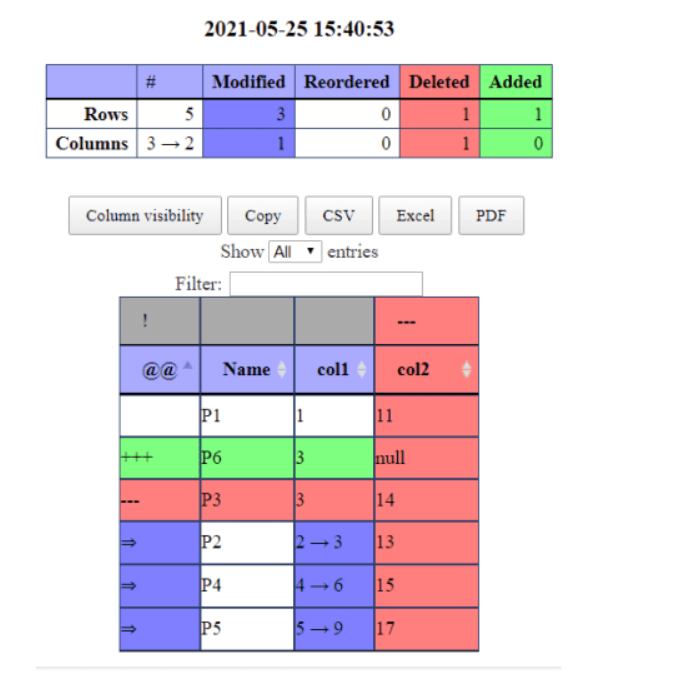 2021-05-25 15:40:53
# Modified Reordered Deleted Added
Rows 5 3 0 1 1
Columns 3 → 2 1 0 1 0
Column visibility Copy CSV Excel PDF
Show All entries
Filter:
! ---
@@ Name col1 col2
P1 1 11
+++ P6 3 null
--- P3 3 14
⇒ P2 2 → 3 13
⇒ P4 4 → 6 15
⇒ P5 5 → 9 17